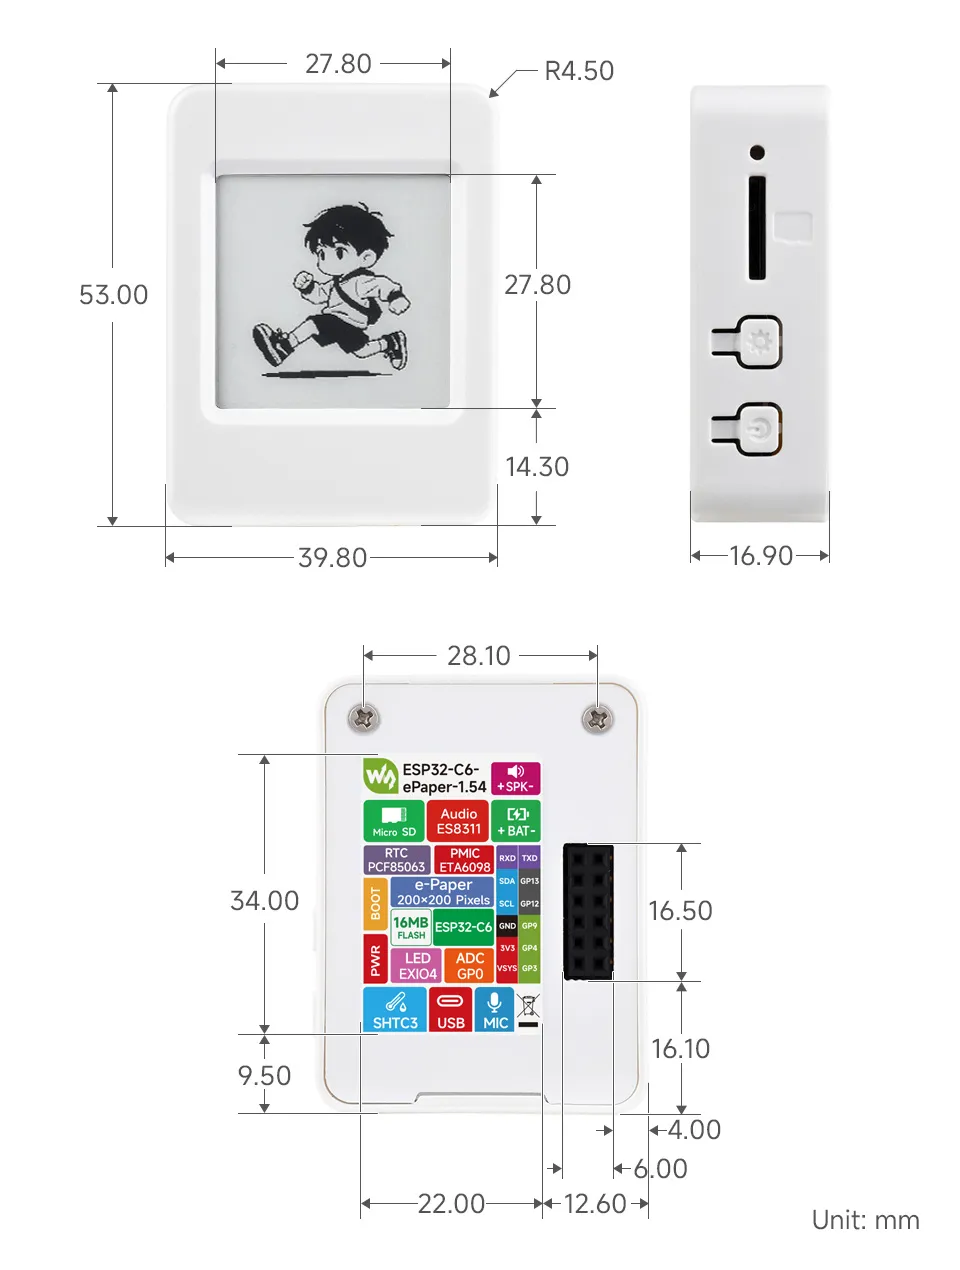 27.80
R4.50
53.00
27.80
14.30
39.80
16.90
28.10
ESP32-C6-
ePaper-1.54
+SPK-
Micro SD
Audio
ES8311
+BAT-
RTC
PCF85063
PMIC
ETA6098
RXD
TXD
BOOT
e-Paper
200×200 Pixels
SDA
GP13
SCL
GP12
16MB
FLASH
ESP32-C6
GND
GP9
PWR
LED
EXIO4
ADC
GP0
3V3
GP4
VSYS
GP3
SHTC3
USB
MIC
34.00
9.50
16.50
16.10
4.00
6.00
22.00
12.60
Unit: mm